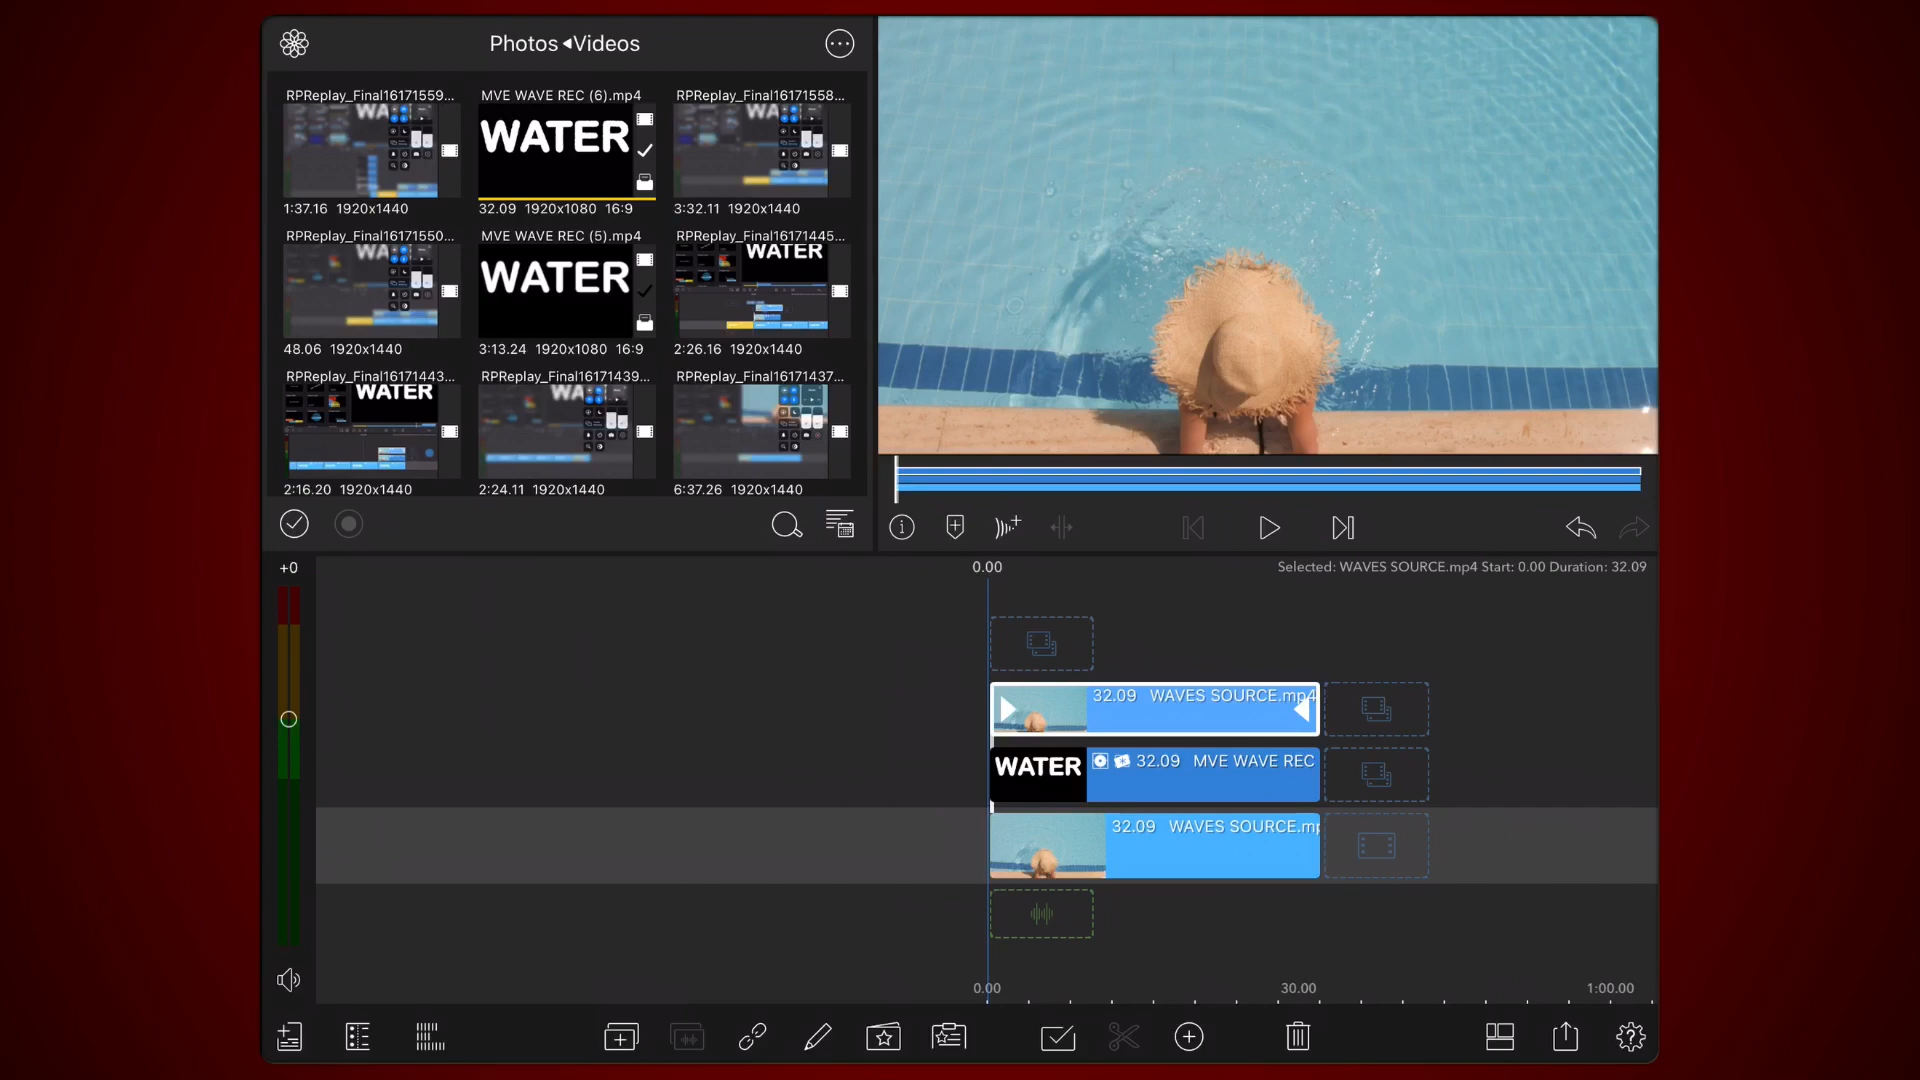 Photos ◂Videos
RPReplay_Final16171559...
MVE WAVE REC (6).mp4
RPReplay_Final16171558...
WATER
1:37.16 1920x1440
32.09 1920x1080 16:9
3:32.11 1920x1440
RPReplay_Final16171550...
MVE WAVE REC (5).mp4
RPReplay_Final16171445...
WATER
WATER
48.06 1920x1440
3:13.24 1920x1080 16:9
2:26.16 1920x1440
RPReplay_Final16171443...
RPReplay_Final16171439...
RPReplay_Final16171437...
WATER
2:16.20 1920x1440
2:24.11 1920x1440
6:37.26 1920x1440
+0
0.00
Selected: WAVES SOURCE.mp4 Start: 0.00 Duration: 32.09
32.09 WAVES SOURCE.mp4
WATER
32.09 MVE WAVE REC
32.09 WAVES SOURCE.mp
0.00
30.00
1:00.00